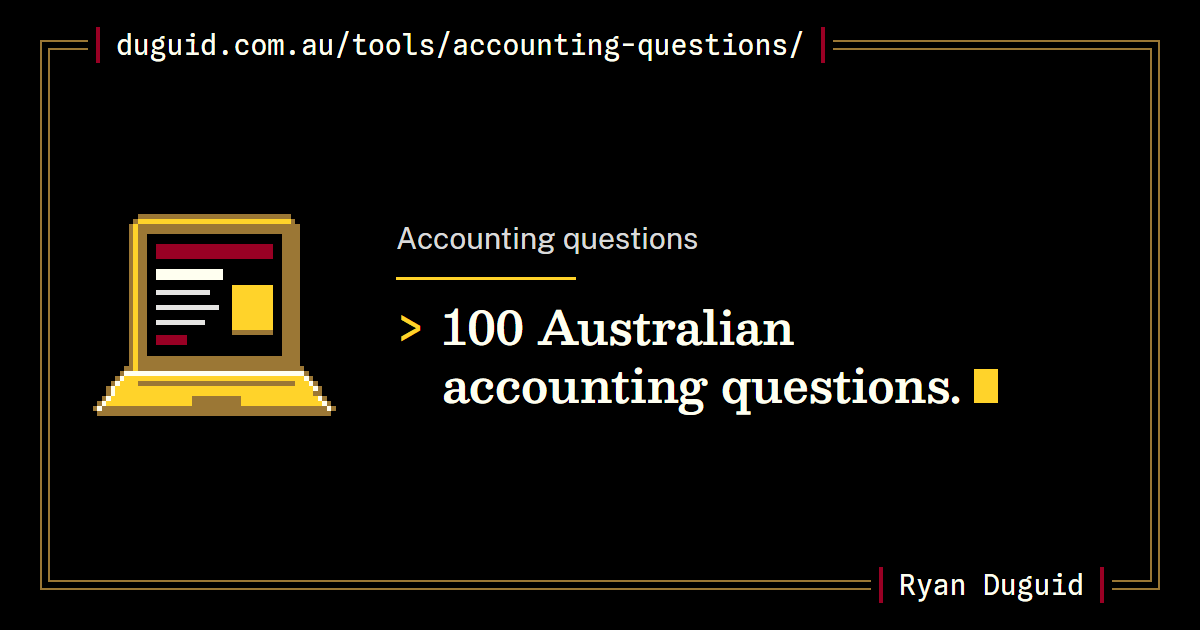 duguid.com.au/tools/accounting-questions/
Accounting questions
> 100 Australian
accounting questions.
Ryan Duguid